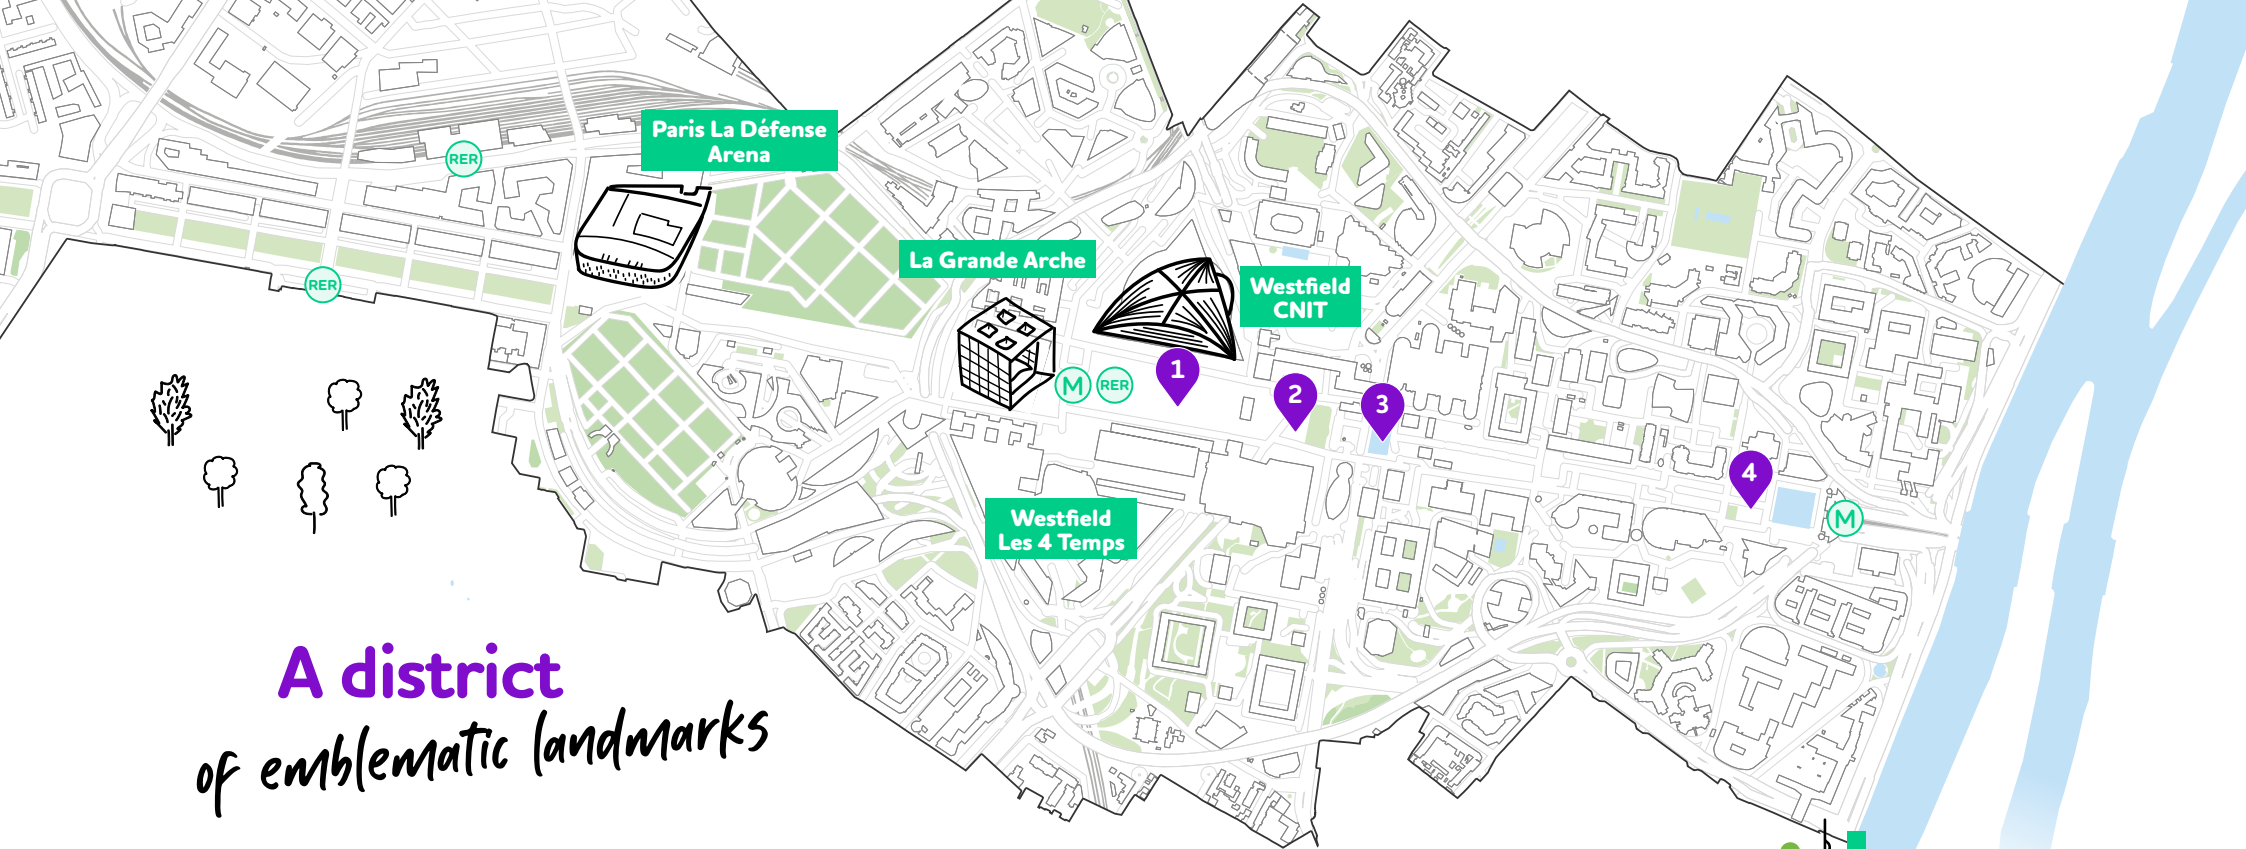 Paris La Défense
Arena
RER
La Grande Arche
Westfield
CNIT
RER
M
RER
1
2
3
4
M
Westfield
Les 4 Temps
A district
of emblematic landmarks